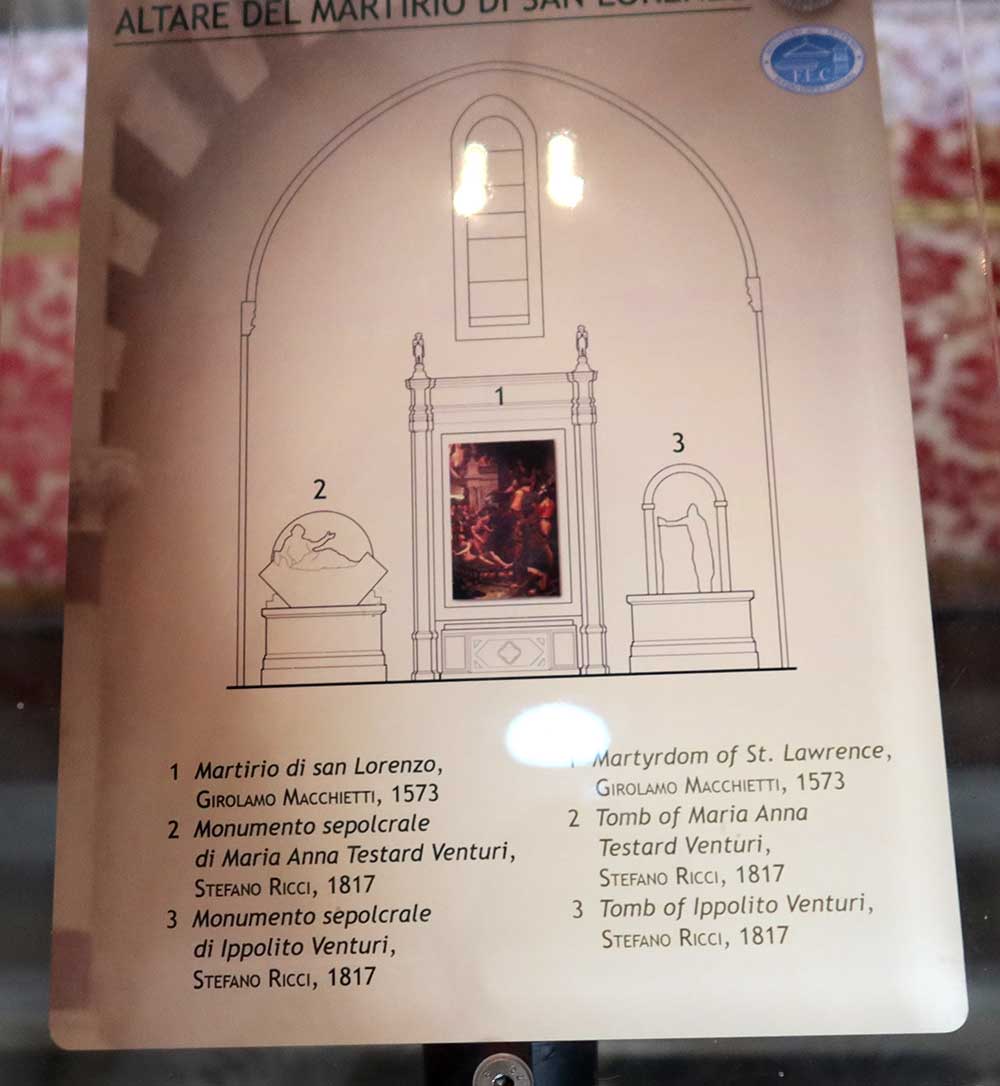 ALTARE DEL MARTIRIO DI SAN LORENZO
FEC
1
2
3
1 Martirio di san Lorenzo,
GIROLAMO MACCHIETTI, 1573
2 Monumento sepolcrale
di Maria Anna Testard Venturi,
STEFANO RICCI, 1817
3 Monumento sepolcrale
di Ippolito Venturi,
STEFANO RICCI, 1817
Martyrdom of St. Lawrence,
GIROLAMO MACCHIETTI, 1573
2 Tomb of Maria Anna
Testard Venturi,
STEFANO RICCI, 1817
3 Tomb of Ippolito Venturi,
STEFANO RICCI, 1817